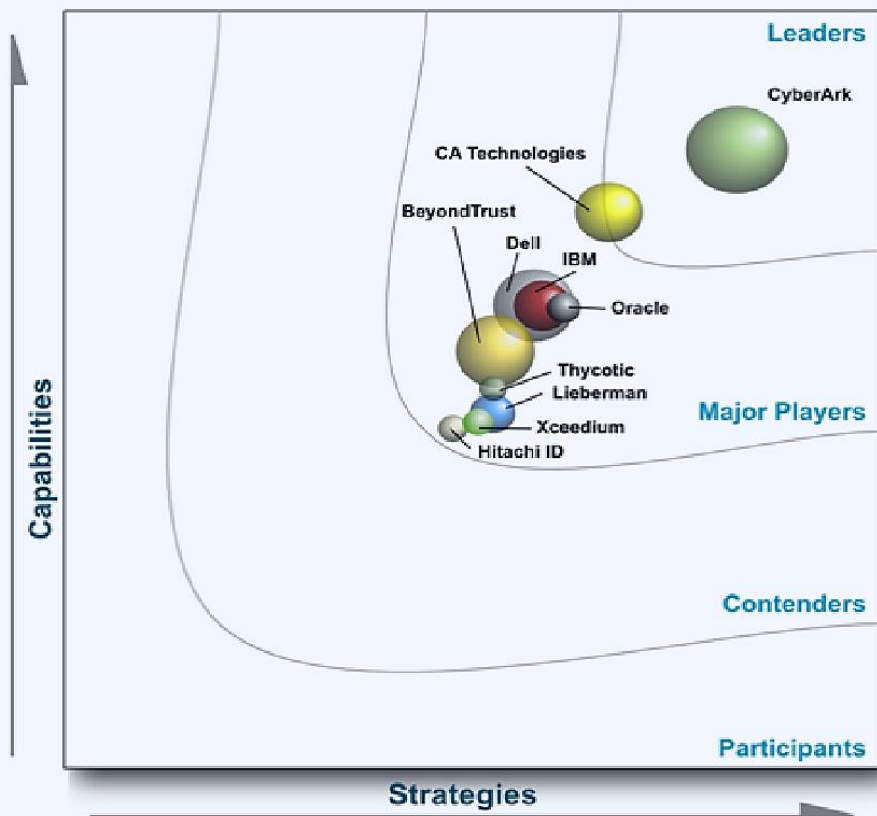 Leaders
CyberArk
CA Technologies
BeyondTrust
Dell
IBM
Oracle
Thycotic
Lieberman
Major Players
Xceedium
Hitachi ID
Capabilities
Contenders
Participants
Strategies